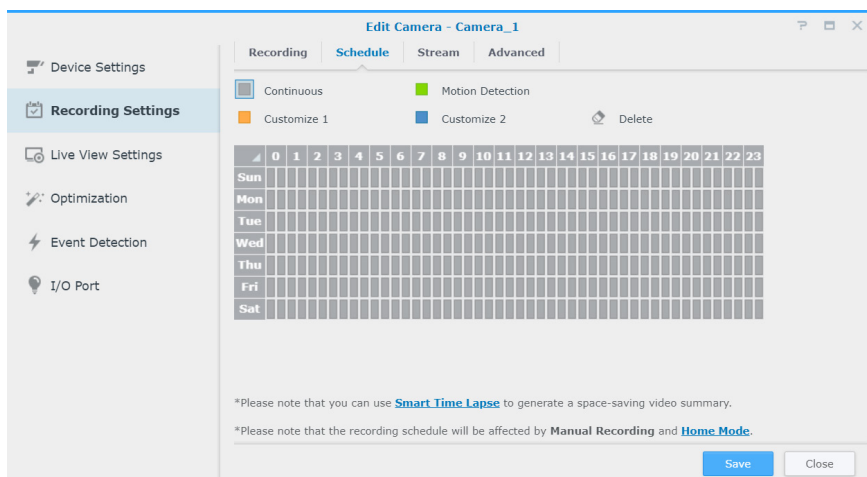 Edit Camera - Camera_1
Device Settings
Recording Settings
Live View Settings
Optimization
Event Detection
I/O Port
Recording Schedule Stream Advanced
Continuous Motion Detection
Customize 1 Customize 2 Delete
0 1 2 3 4 5 6 7 8 9 10 11 12 13 14 15 16 17 18 19 20 21 22 23
Sun
Mon
Tue
Wed
Thu
Fri
Sat
*Please note that you can use Smart Time Lapse to generate a space-saving video summary.
*Please note that the recording schedule will be affected by Manual Recording and Home Mode.
Save Close